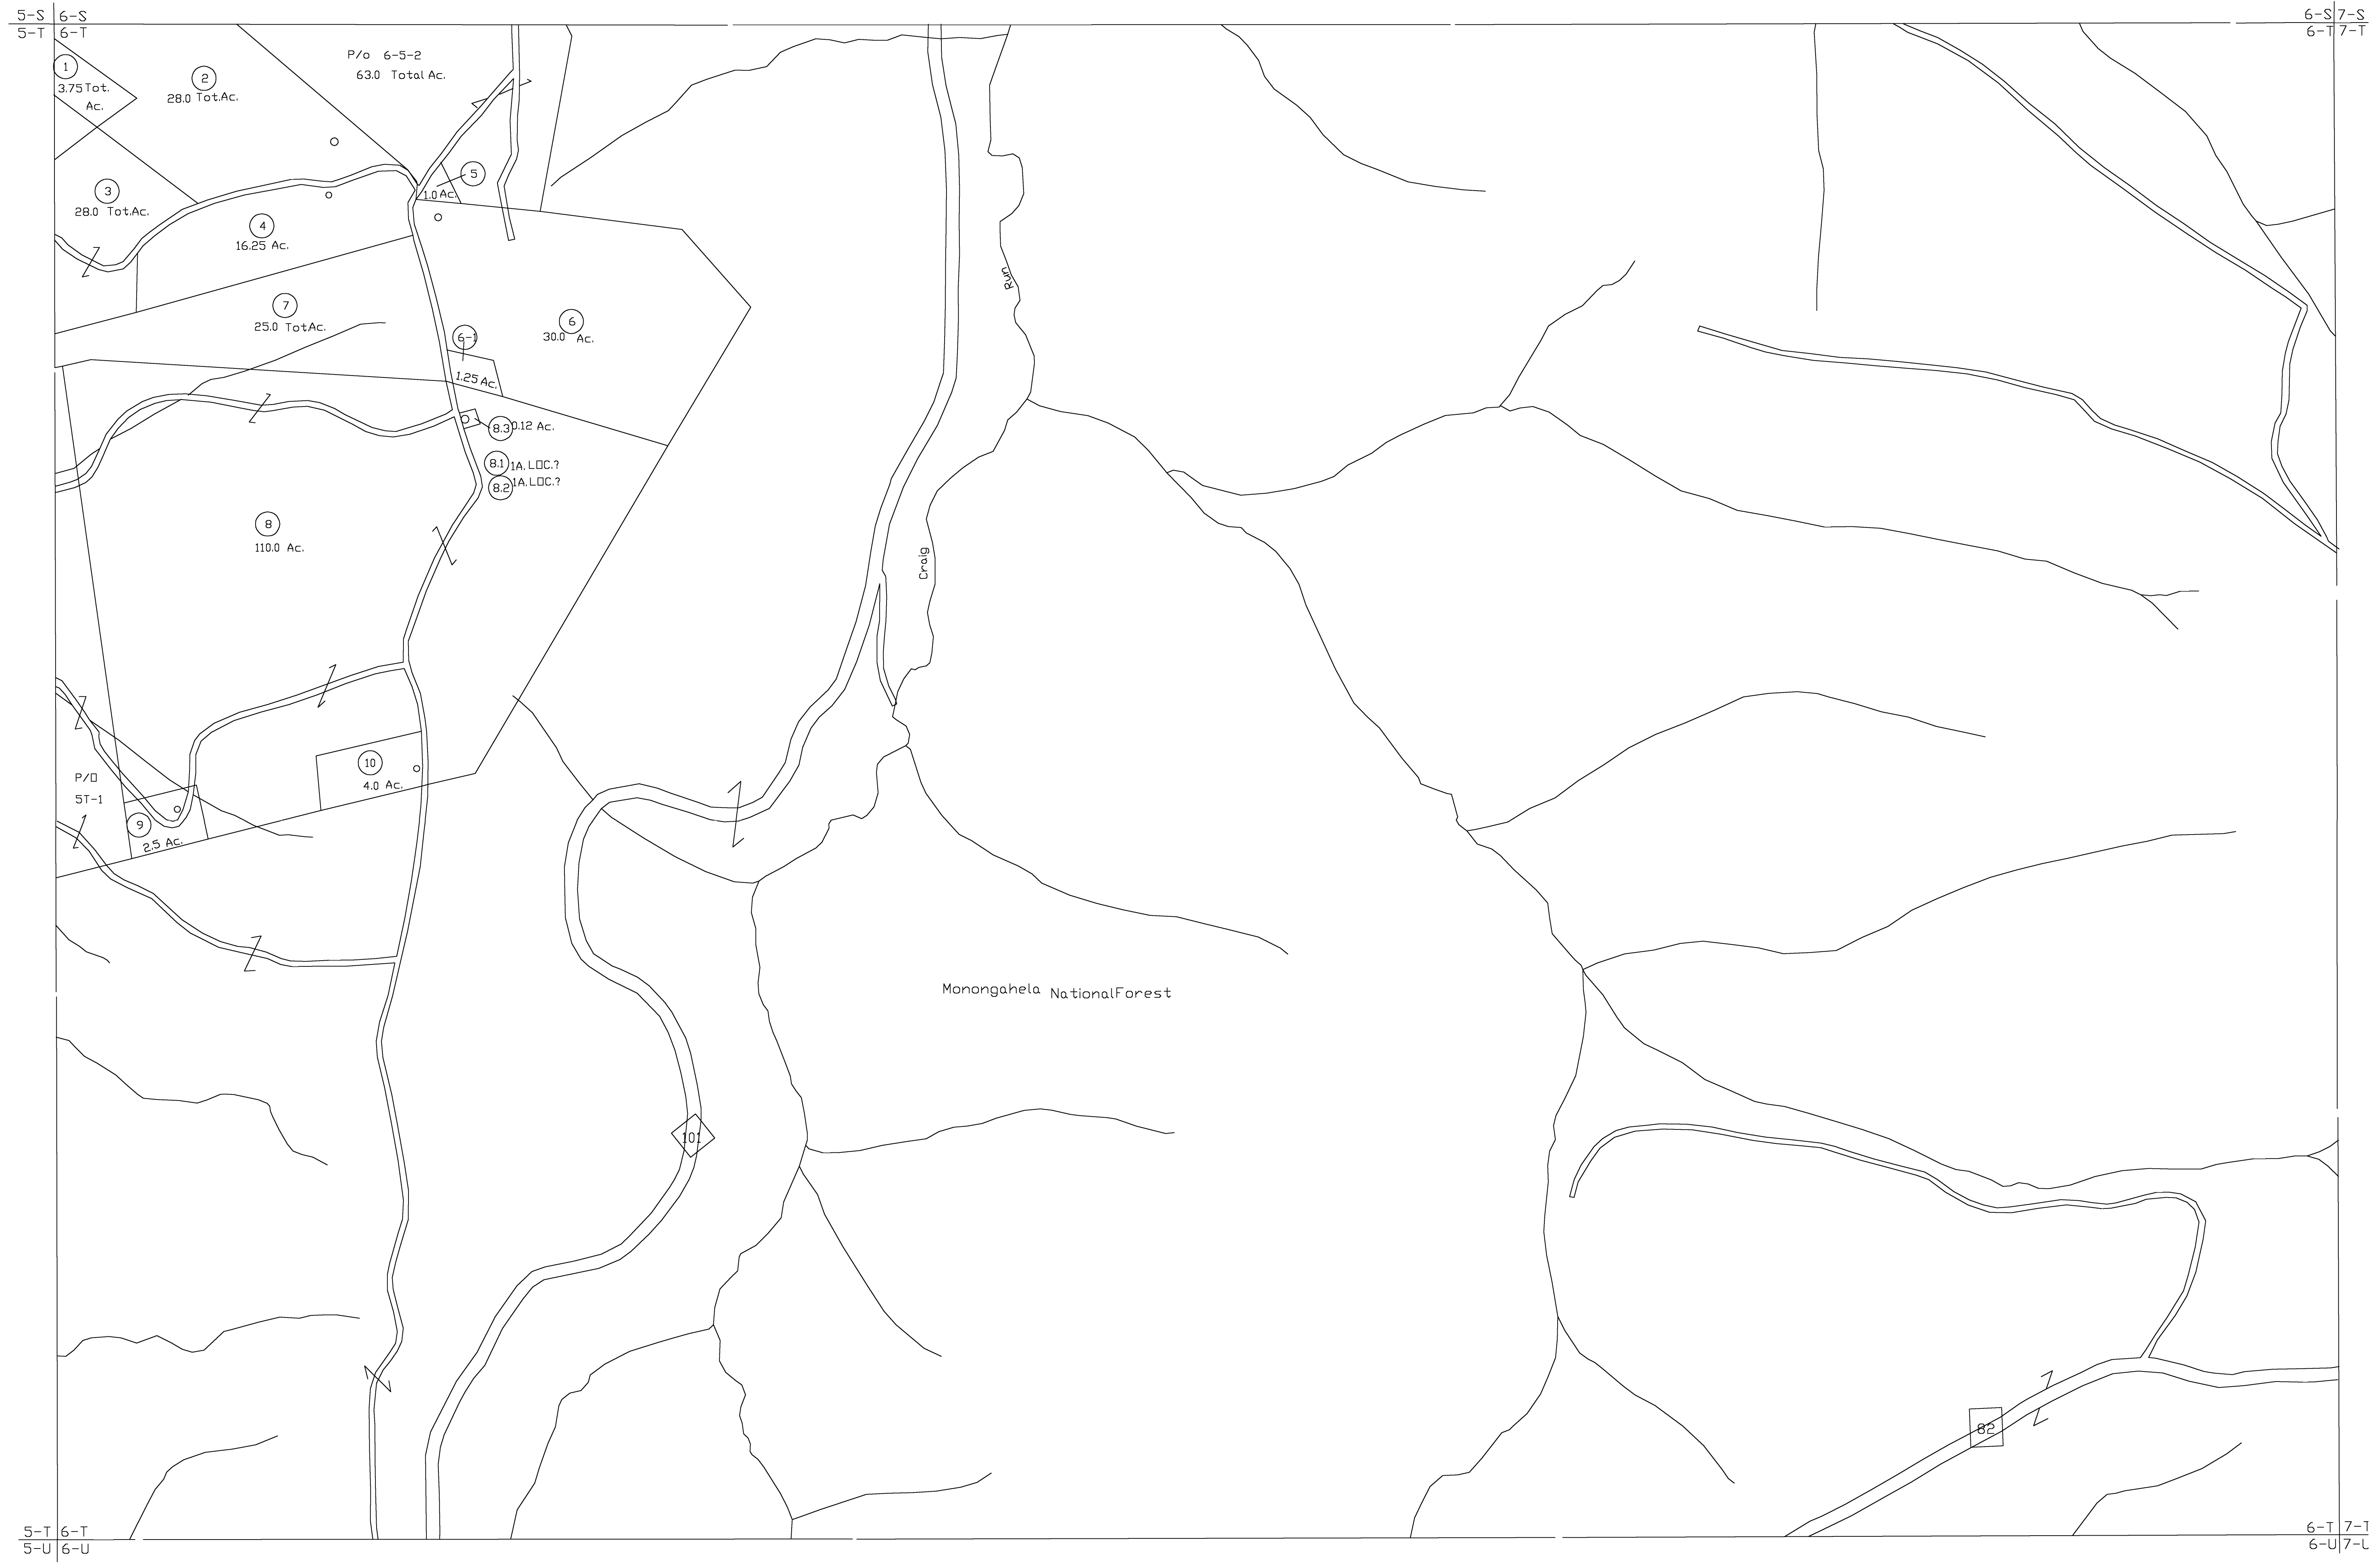 5-S 6-S
5-T 6-T
6-S 7-S
6-T 7-T
P/o 6-5-2
63.0 Total Ac.
1
3.75 Tot.
Ac.
2
28.0 Tot.Ac.
3
28.0 Tot.Ac.
5
1.0 Ac.
4
16.25 Ac.
Run
7
25.0 TotAc.
6
30.0 Ac.
6-1
1.25 Ac.
8.3 0.12 Ac.
8.1 1A. LOC.?
8.2 1A. LOC.?
8
110.0 Ac.
Craig
10
4.0 Ac.
P/O
5T-1
9
2.5 Ac.
Monongahela NationalForest
101
82
5-T 6-T
5-U 6-U
6-T 7-T
6-U 7-U